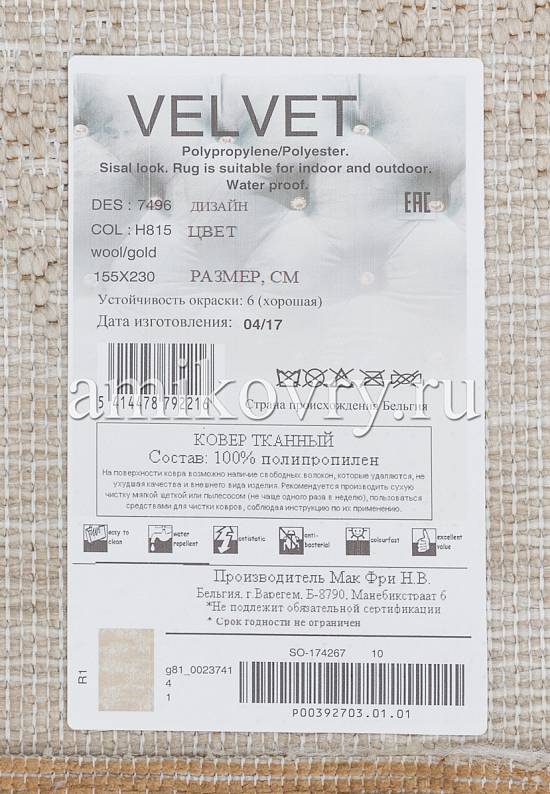 VELVET
Polypropylene/Polyester.
Sisal look. Rug is suitable for indoor and outdoor.
Water proof.
DES : 7496 ДИЗАЙН
EAC
COL : H815 ЦВЕТ
wool/gold
155X230 РАЗМЕР, СМ
Устойчивость окраски: 6 (хорошая)
Дата изготовления: 04/17
amikovry.ru
5 414478 792216
Страна происхождения Бельгия
КОВЕР ТКАННЫЙ
Состав: 100% полипропилен
На поверхности ковра возможно наличие свободных волокон, которые удаляются, не
ухудшая качества и внешнего вида изделия. Рекомендуется производить сухую
чистку мягкой щеткой или пылесосом (не чаще одного раза в неделю), пользоваться
средствами для чистки ковров, соблюдая инструкцию по их применению.
easy to clean
water repellent
antistatic
anti-bacterial
colourfast
excellent value
Производитель Мак Фри Н.В.
Бельгия, г.Варегем, Б-8790, Манебикстраат 6
*Не подлежит обязательной сертификации
* Срок годности не ограничен
R1
g81_0023741
4
1
SO-174267 10
P00392703.01.01